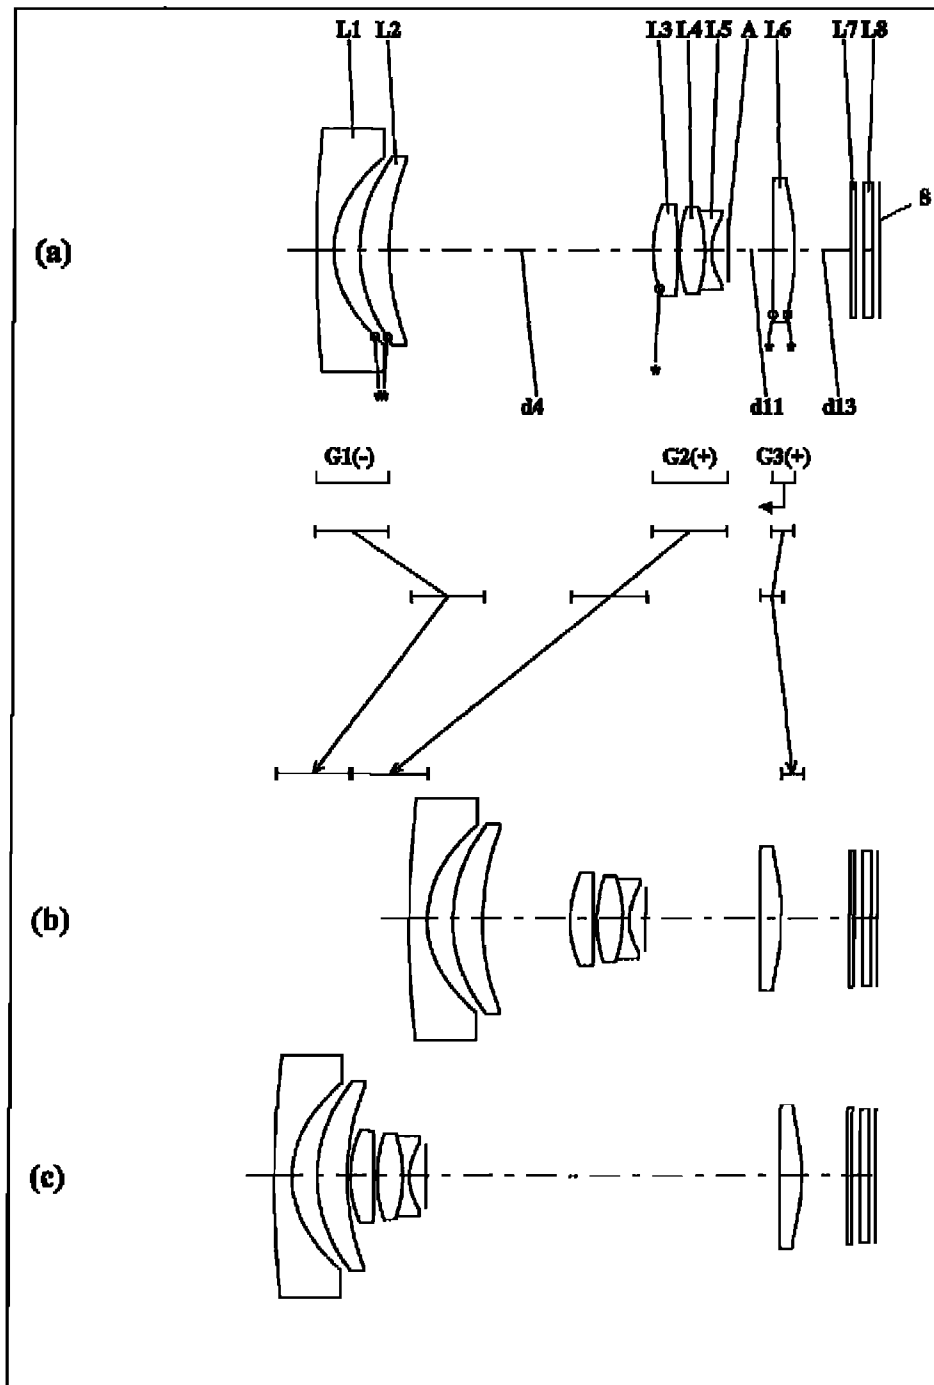 L1 L2 L3 L4 L5 A L6 L7 L8
S
(a)
* * * * *
d4 d11 d13
G1(-) G2(+) G3(+)
(b)
(c)